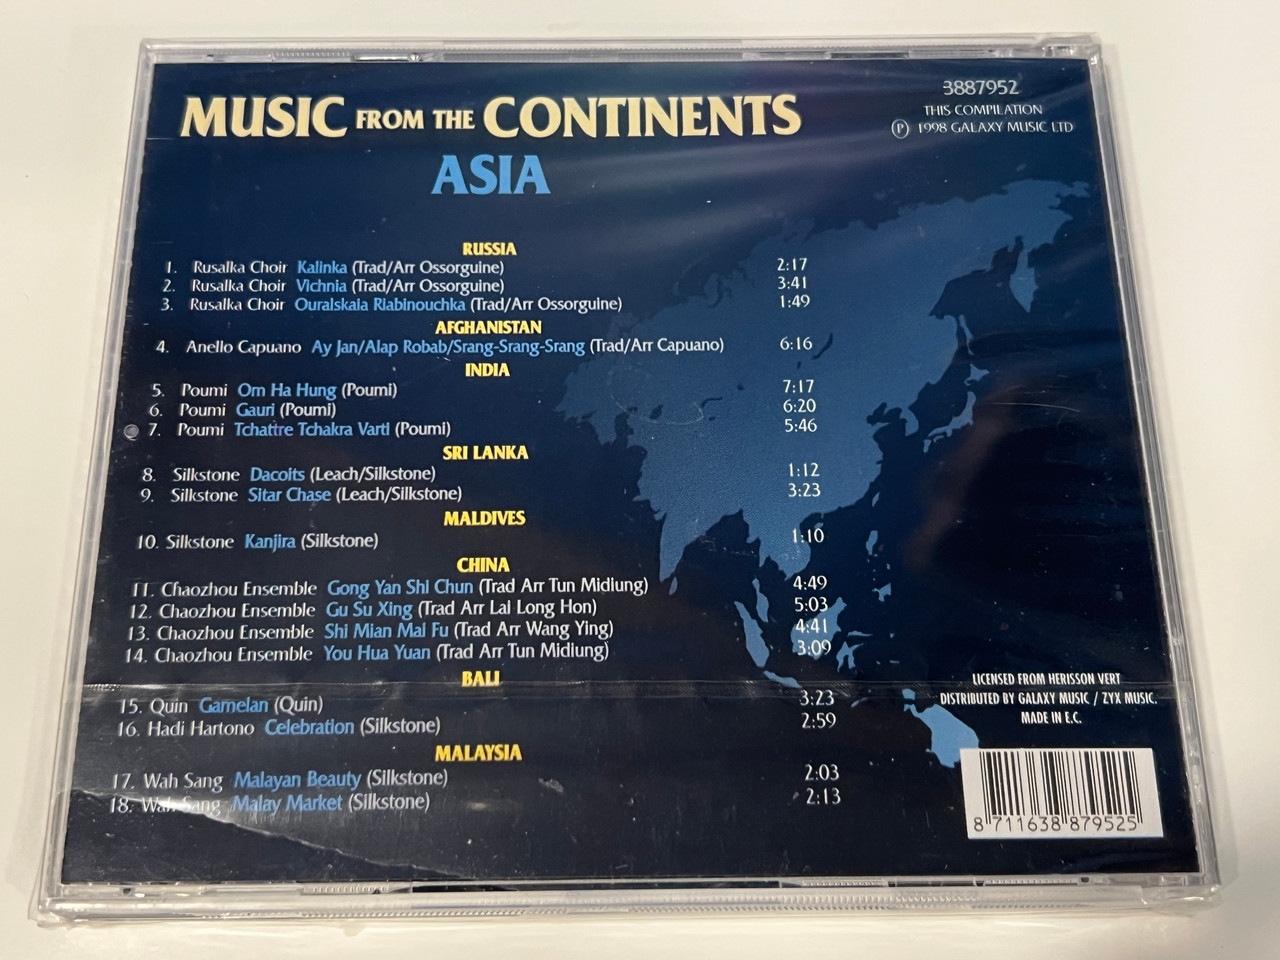 MUSIC FROM THE CONTINENTS
ASIA
3887952
THIS COMPILATION
Ⓟ 1998 GALAXY MUSIC LTD
RUSSIA
1. Rusalka Choir Kalinka (Trad/Arr Ossorguine) 2:17
2. Rusalka Choir Vichnia (Trad/Arr Ossorguine) 3:41
3. Rusalka Choir Ouralskaia Riabinouchka (Trad/Arr Ossorguine) 1:49
AFGHANISTAN
4. Anello Capuano Ay Jan/Alap Robab/Srang-Srang-Srang (Trad/Arr Capuano) 6:16
INDIA
5. Poumi Om Ha Hung (Poumi) 7:17
6. Poumi Gauri (Poumi) 6:20
7. Poumi Tchattre Tchakra Varti (Poumi) 5:46
SRI LANKA
8. Silkstone Dacoits (Leach/Silkstone) 1:12
9. Silkstone Sitar Chase (Leach/Silkstone) 3:23
MALDIVES
10. Silkstone Kanjira (Silkstone) 1:10
CHINA
11. Chaozhou Ensemble Gong Yan Shi Chun (Trad Arr Tun Midiung) 4:49
12. Chaozhou Ensemble Gu Su Xing (Trad Arr Lai Long Hon) 5:03
13. Chaozhou Ensemble Shi Mian Mai Fu (Trad Arr Wang Ying) 4:41
14. Chaozhou Ensemble You Hua Yuan (Trad Arr Tun Midiung) 3:09
BALI
15. Quin Gamelan (Quin) 3:23
16. Hadi Hartono Celebration (Silkstone) 2:59
MALAYSIA
17. Wah Sang Malayan Beauty (Silkstone) 2:03
18. Wah Sang Malay Market (Silkstone) 2:13
LICENSED FROM HERISSON VERT
DISTRIBUTED BY GALAXY MUSIC / ZYX MUSIC.
MADE IN E.C.
8 711638 879525